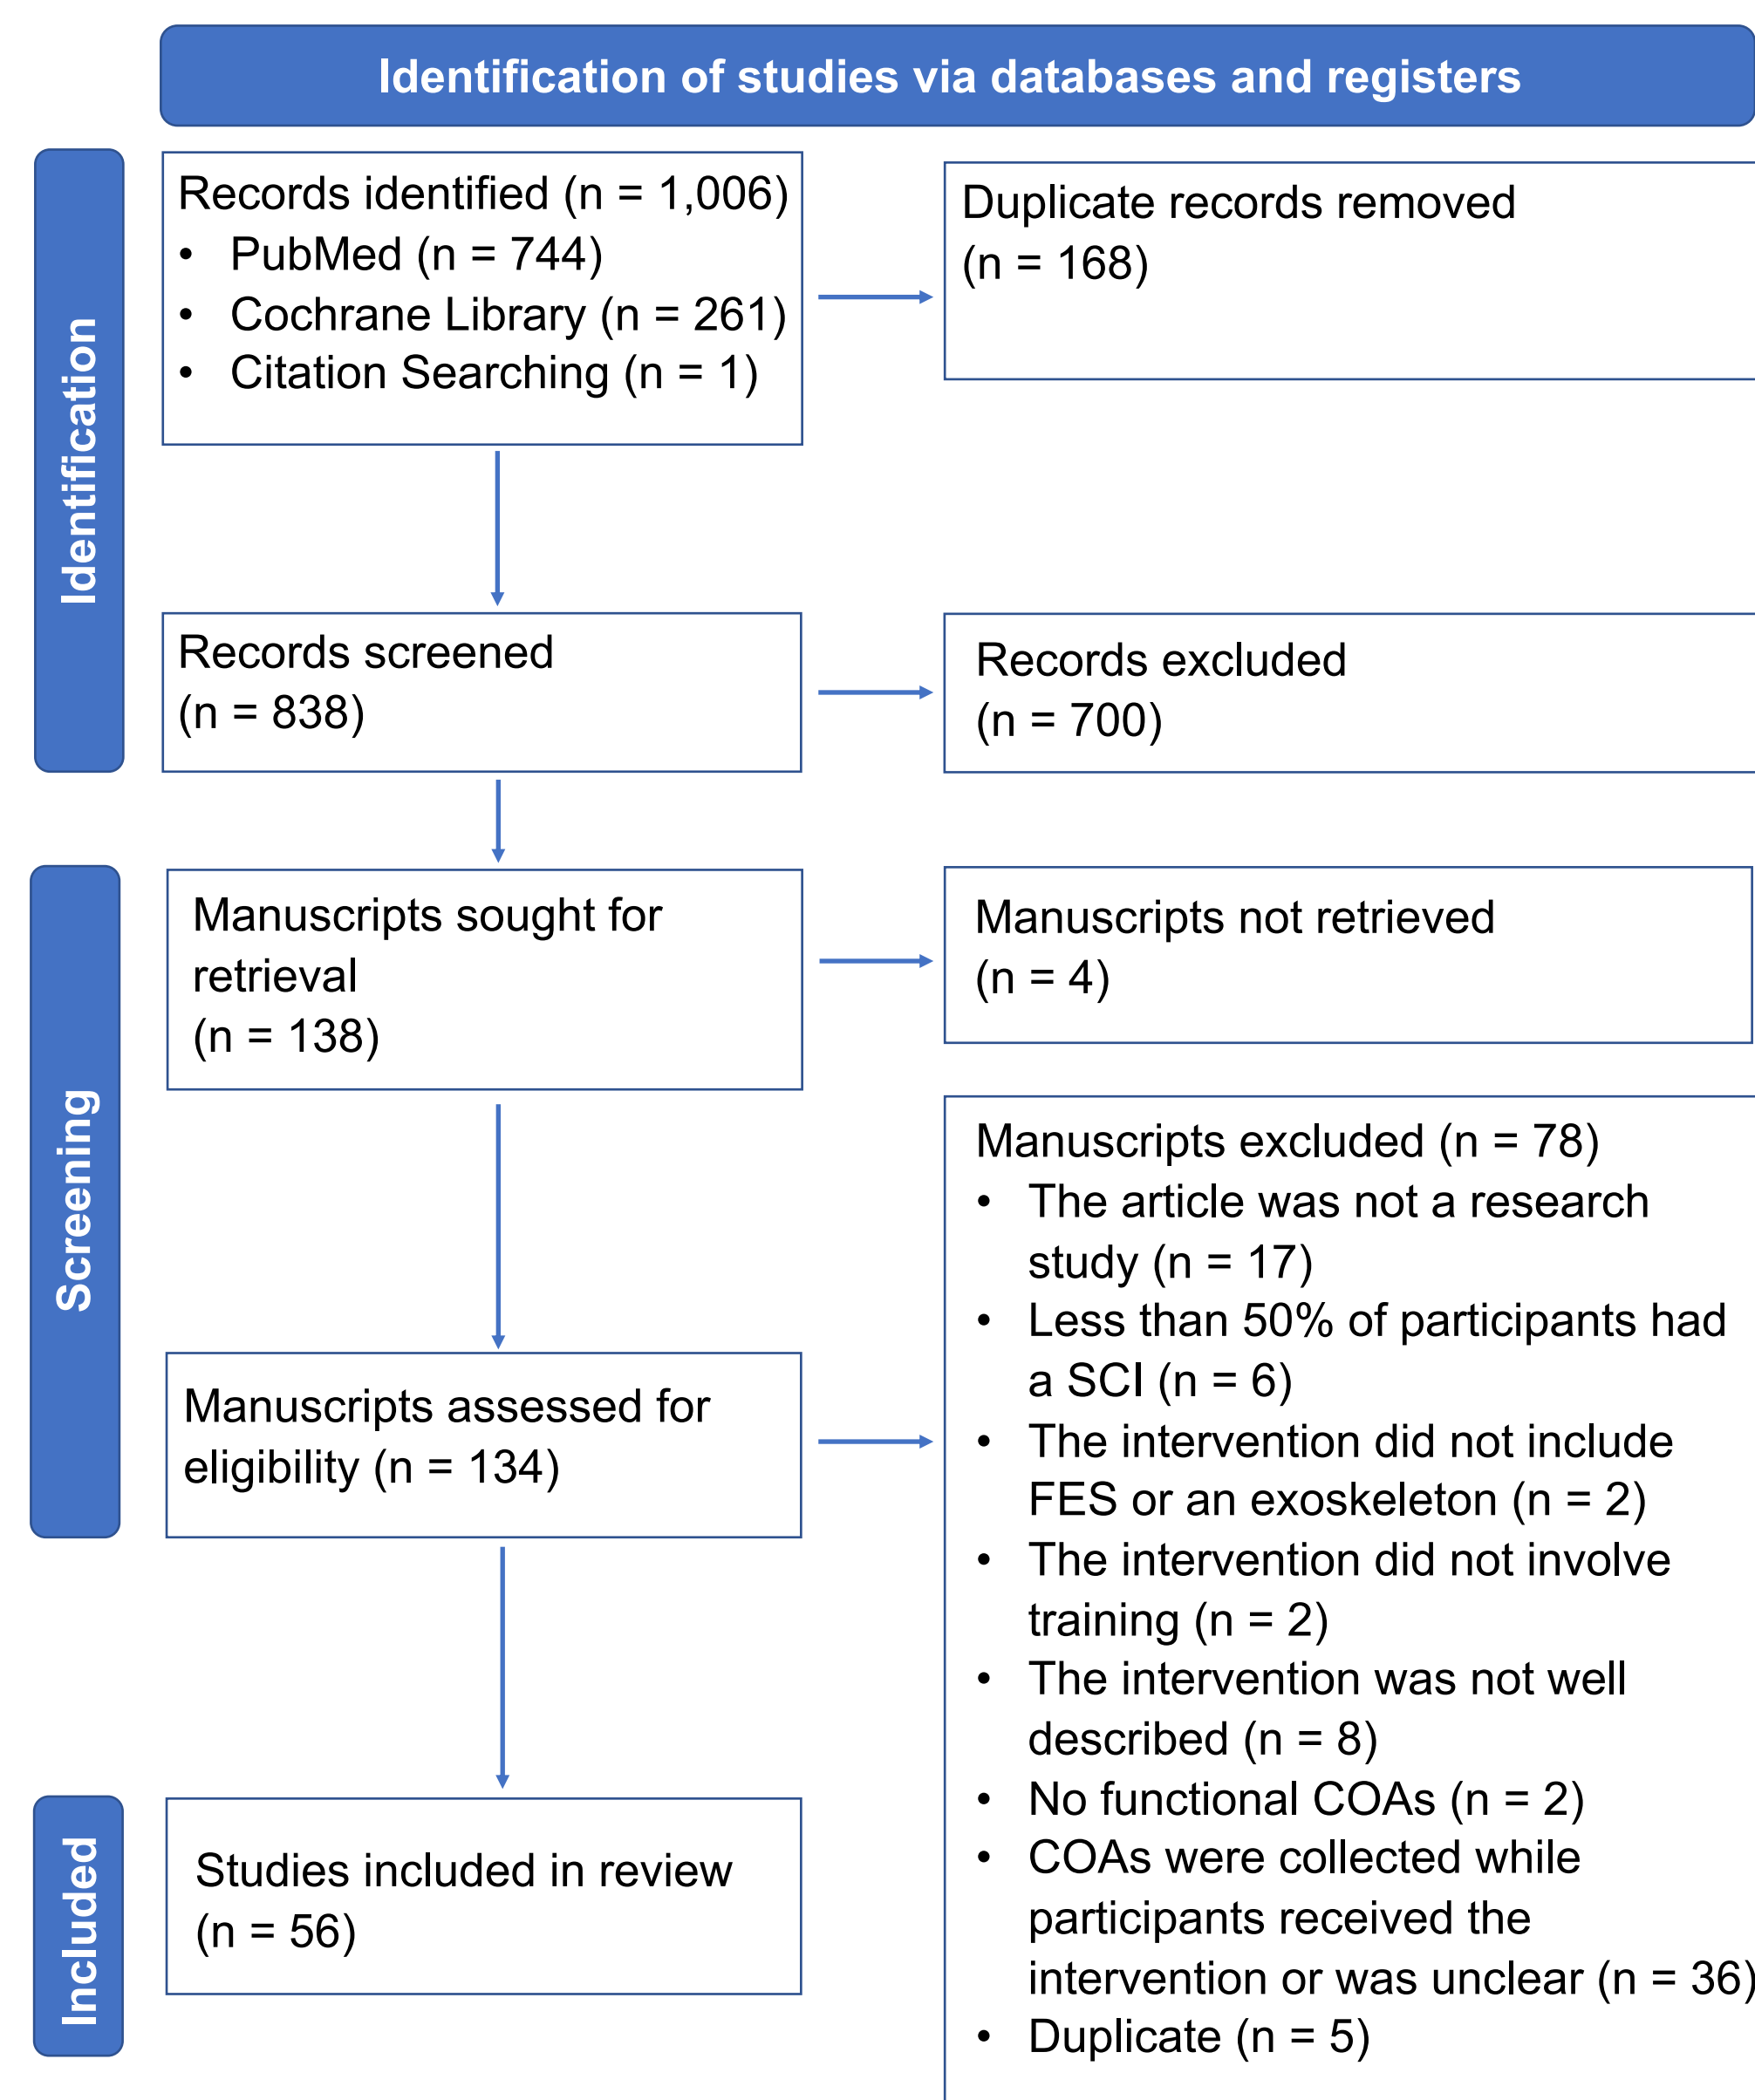 Identification of studies via databases and registers
Identification
Records identified (n = 1,006)
• PubMed (n = 744)
• Cochrane Library (n = 261)
• Citation Searching (n = 1)
Duplicate records removed
(n = 168)
Records screened
(n = 838)
Records excluded
(n = 700)
Screening
Manuscripts sought for
retrieval
(n = 138)
Manuscripts not retrieved
(n = 4)
Manuscripts assessed for
eligibility (n = 134)
Manuscripts excluded (n = 78)
• The article was not a research
study (n = 17)
• Less than 50% of participants had
a SCI (n = 6)
• The intervention did not include
FES or an exoskeleton (n = 2)
• The intervention did not involve
training (n = 2)
• The intervention was not well
described (n = 8)
• No functional COAs (n = 2)
• COAs were collected while
participants received the
intervention or was unclear (n = 36)
• Duplicate (n = 5)
Included
Studies included in review
(n = 56)